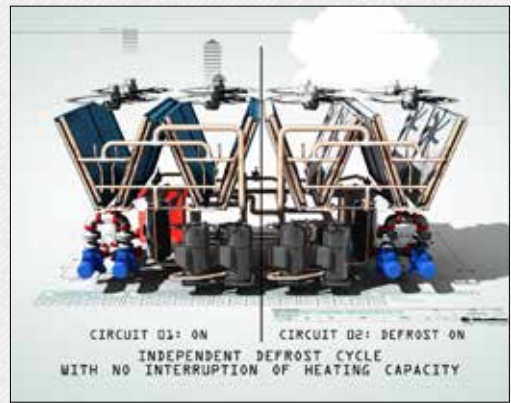 CIRCUIT 01: ON
CIRCUIT 02: DEFROST ON
INDEPENDENT DEFROST CYCLE
WITH NO INTERRUPTION OF HEATING CAPACITY